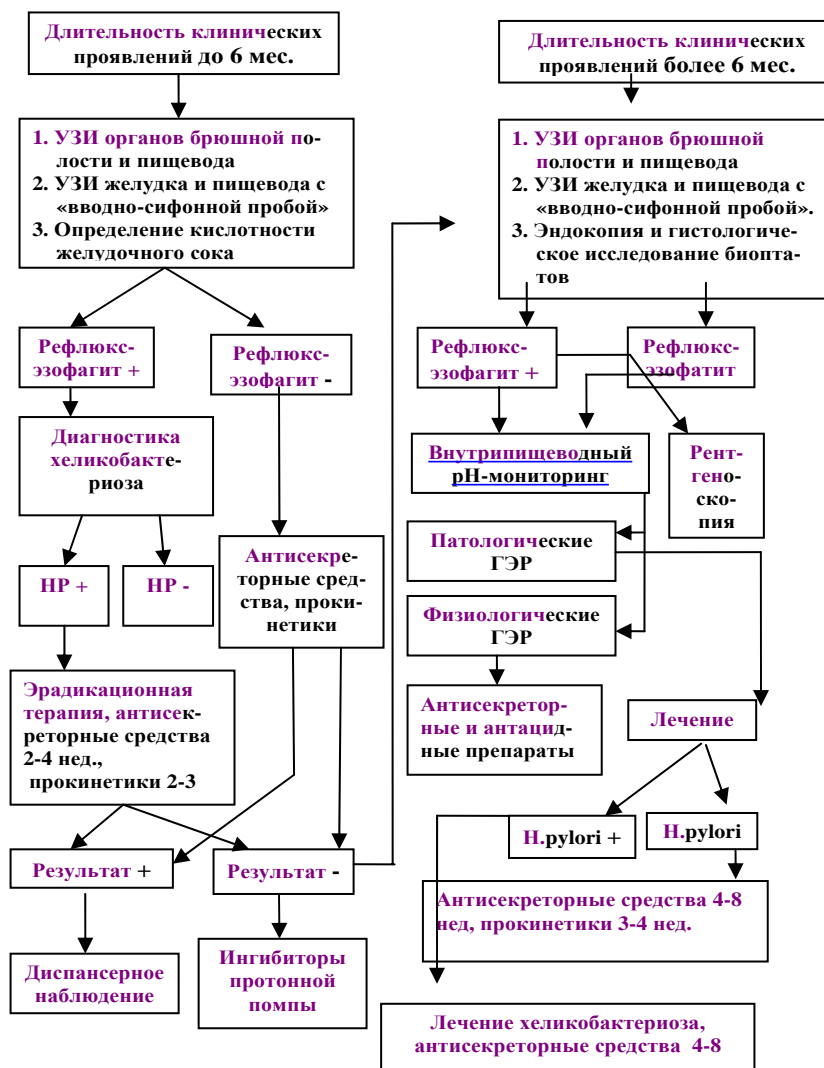 Длительность клинических
проявлений до 6 мес.
1. УЗИ органов брюшной по-
лости и пищевода
2. УЗИ желудка и пищевода с
«вводно-сифонной пробой»
3. Определение кислотности
желудочного сока
Рефлюкс-
эзофагит +
Рефлюкс-
эзофагит -
Диагностика
хеликобакте-
риоза
НР +
НР -
Антисекре-
торные сред-
ства, проки-
нетики
Эрадикационная
терапия, антисек-
реторные средства
2-4 нед.,
прокинетики 2-3
Результат +
Результат -
Диспансерное
наблюдение
Ингибиторы
протонной
помпы
Длительность клинических
проявлений более 6 мес.
1. УЗИ органов брюшной
полости и пищевода
2. УЗИ желудка и пищевода с
«вводно-сифонной пробой».
3. Эндокопия и гистологиче-
ское исследование биопта-
тов
Рефлюкс-
эзофагит +
Рефлюкс-
эзофатит
Внутрипищеводный
рН-мониторинг
Рент-
гено-
ско-
пия
Патологические
ГЭР
Физиологические
ГЭР
Антисекретор-
ные и антацид-
ные препараты
Лечение
H.pylori +
H.pylori
Антисекреторные средства 4-8
нед, прокинетики 3-4 нед.
Лечение хеликобактериоза,
антисекреторные средства 4-8